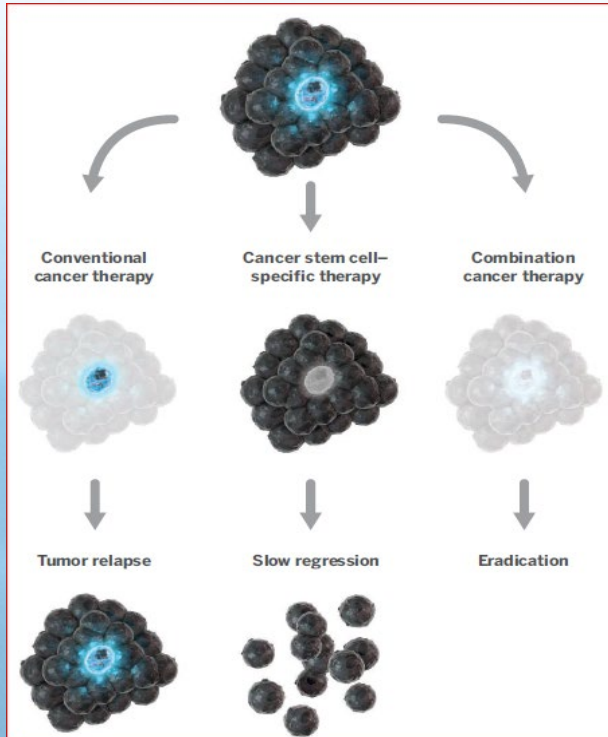 Conventional
cancer therapy
Cancer stem cell–
specific therapy
Combination
cancer therapy
Tumor relapse
Slow regression
Eradication